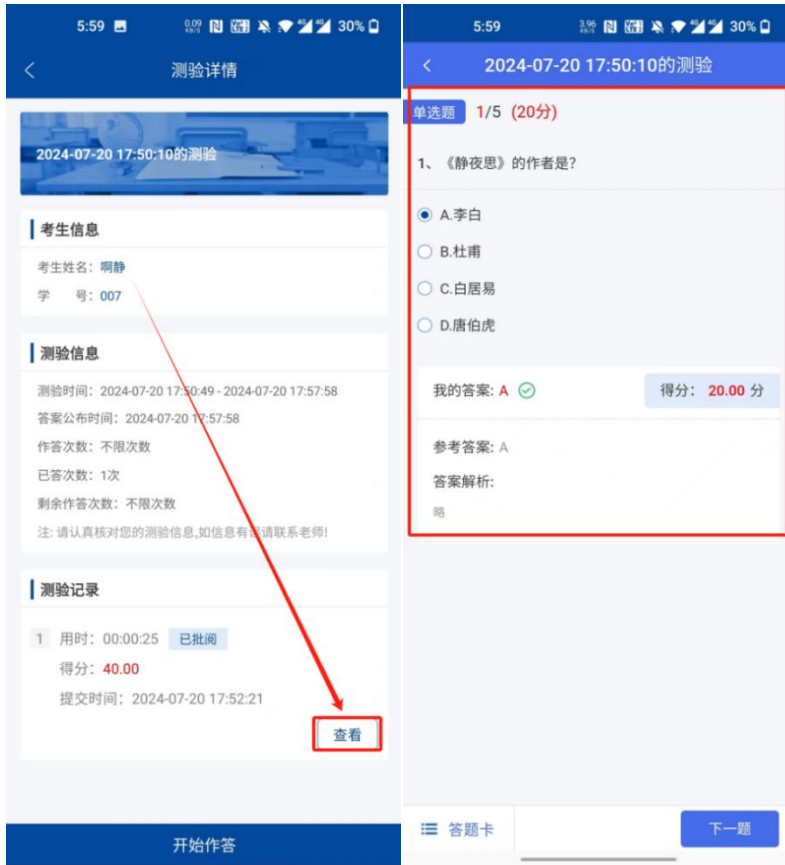 5:59
0.09 KB/S
4G
4G
30%
测验详情
2024-07-20 17:50:10的测验
考生信息
考生姓名：啊静
学 号：007
测验信息
测验时间：2024-07-20 17:50:49 - 2024-07-20 17:57:58
答案公布时间：2024-07-20 17:57:58
作答次数：不限次数
已答次数：1次
剩余作答次数：不限次数
注: 请认真核对您的测验信息,如信息有误请联系老师!
测验记录
1 用时：00:00:25 已批阅
得分：40.00
提交时间：2024-07-20 17:52:21
查看
开始作答
5:59
3.96 KB/S
4G
4G
30%
2024-07-20 17:50:10的测验
单选题 1/5 (20分)
1、《静夜思》的作者是？
A.李白
B.杜甫
C.白居易
D.唐伯虎
我的答案: A 得分： 20.00 分
参考答案: A
答案解析:
略
答题卡 下一题